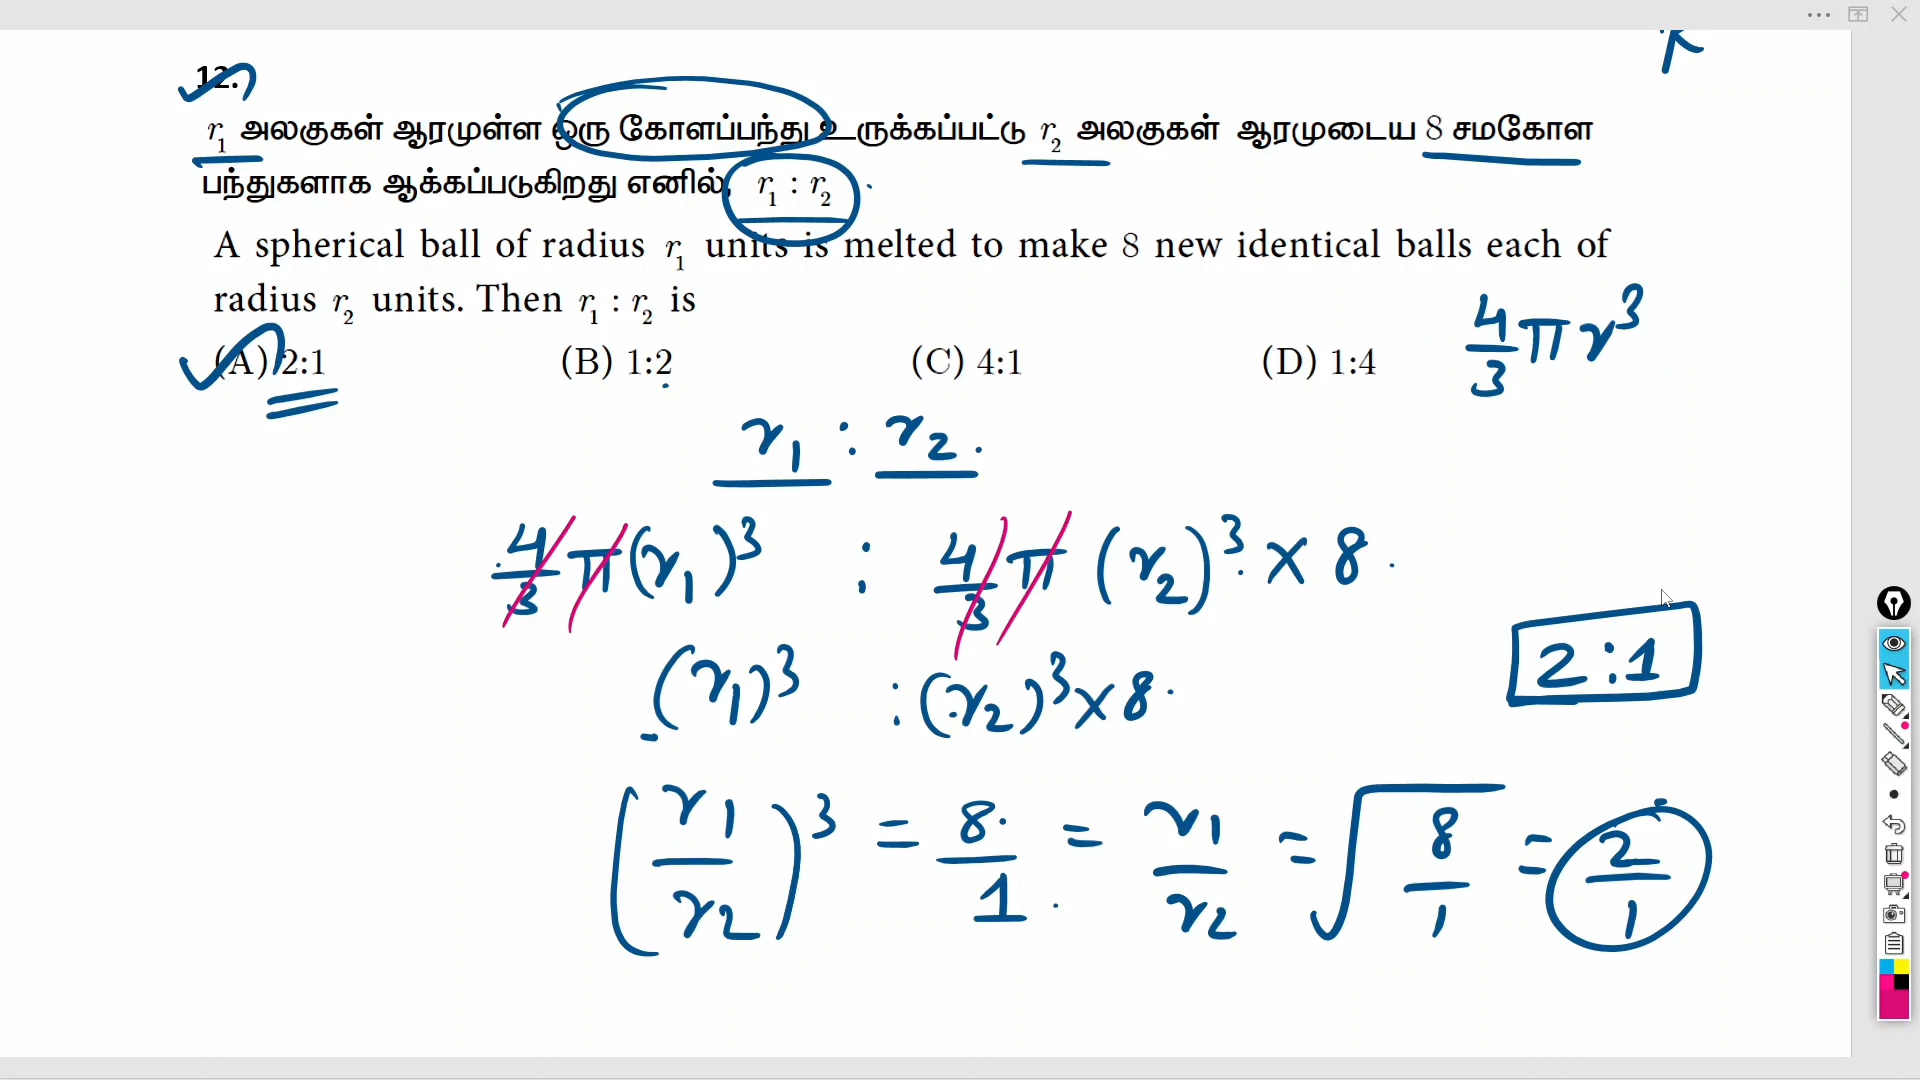 12.
r₁ அலகுகள் ஆரமுள்ள ஒரு கோளப்பந்து உருக்கப்பட்டு r₂ அலகுகள் ஆரமுடைய 8 சமகோள
பந்துகளாக ஆக்கப்படுகிறது எனில், r₁ : r₂
A spherical ball of radius r₁ units is melted to make 8 new identical balls each of
radius r₂ units. Then r₁ : r₂ is
(A) 2:1 (B) 1:2 (C) 4:1 (D) 1:4
4/3 π r³
r₁ : r₂.
4/3 π (r₁)³ : 4/3 π (r₂)³ × 8.
(r₁)³ : (r₂)³ × 8.
2 : 1
(r₁/r₂)³ = 8/1 = r₁/r₂ = √(8/1) = 2/1